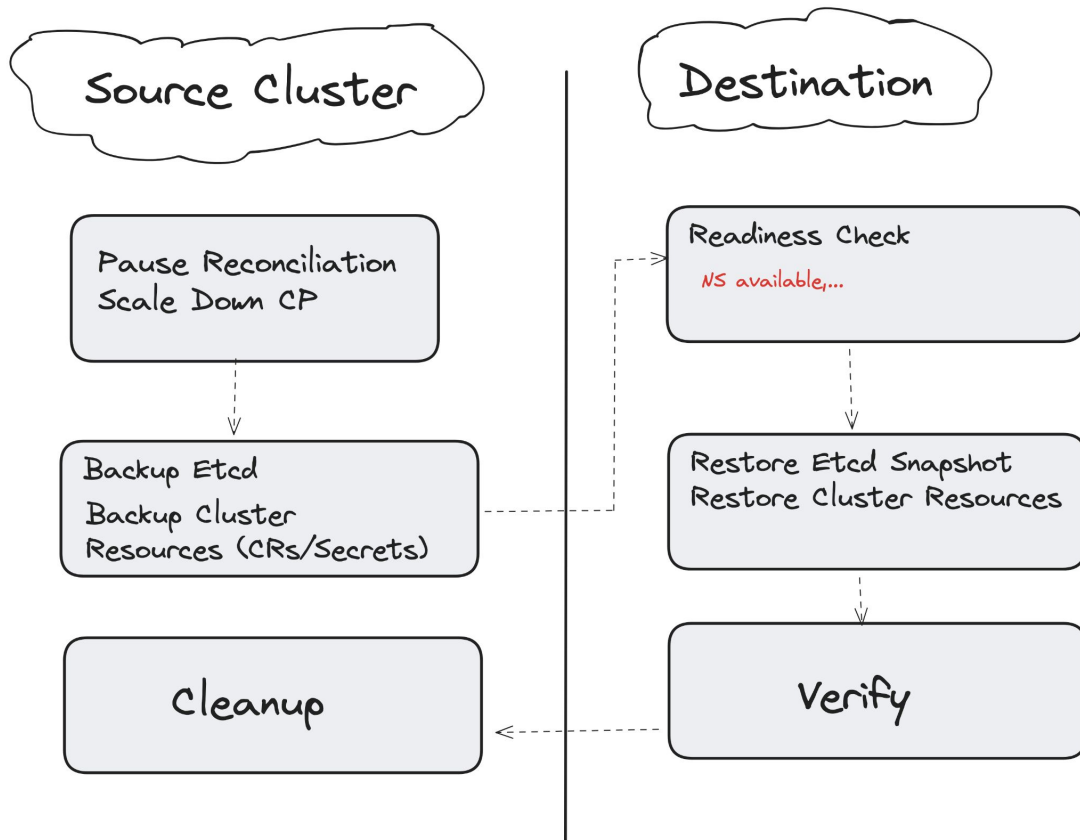 Source Cluster
Pause Reconciliation
Scale Down CP
Backup Etcd
Backup Cluster
Resources (CRs/Secrets)
Cleanup
Destination
Readiness Check
NS available,...
Restore Etcd Snapshot
Restore Cluster Resources
Verify